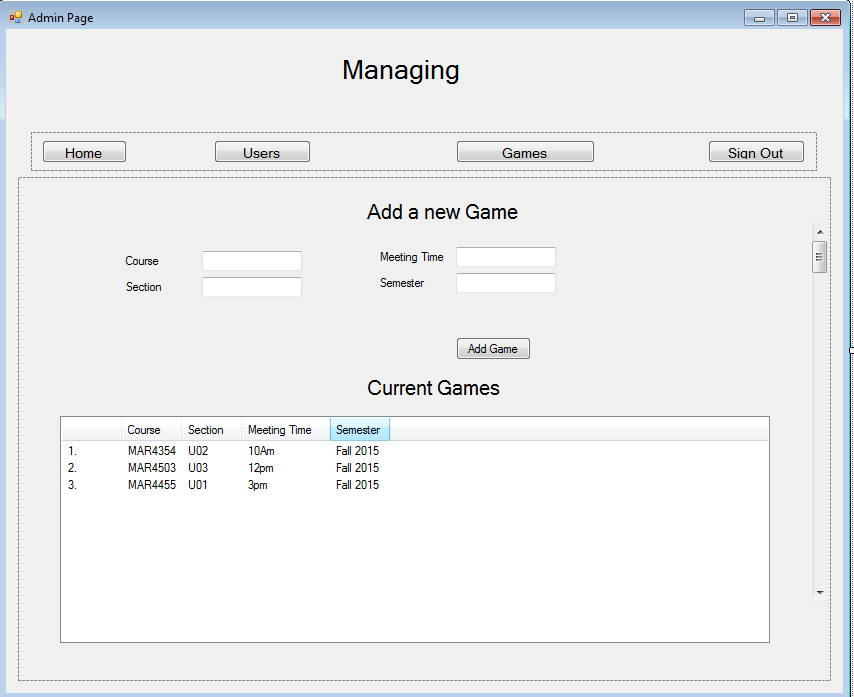 Admin Page
Managing
Home Users Games Sign Out
Add a new Game
Course Meeting Time
Section Semester
Add Game
Current Games
Course Section Meeting Time Semester
1. MAR4354 U02 10Am Fall 2015
2. MAR4503 U03 12pm Fall 2015
3. MAR4455 U01 3pm Fall 2015